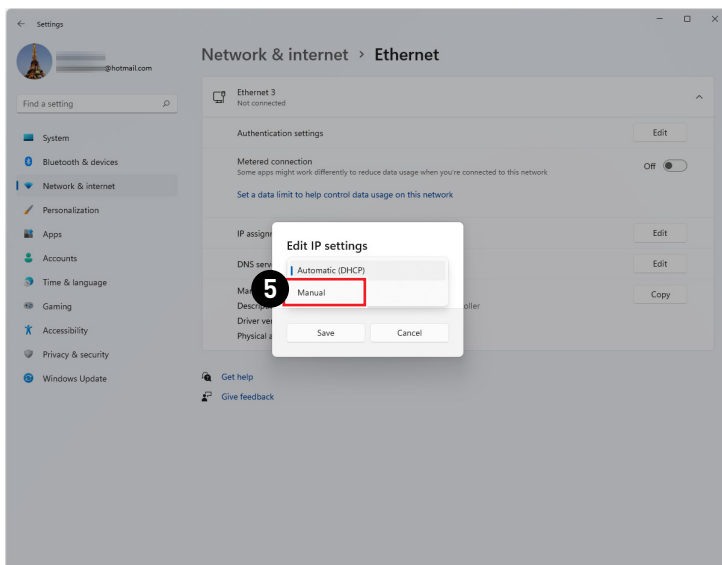 Settings
@hotmail.com
Find a setting
System
Bluetooth & devices
Network & internet
Personalization
Apps
Accounts
Time & language
Gaming
Accessibility
Privacy & security
Windows Update
Network & internet > Ethernet
Ethernet 3
Not connected
Authentication settings
Edit
Metered connection
Some apps might work differently to reduce data usage when you're connected to this network
Off
Set a data limit to help control data usage on this network
IP assign
Edit
DNS serv
Edit
Copy
Driver ver
Physical a
Edit IP settings
Automatic (DHCP)
5 Manual
Save Cancel
Get help
Give feedback